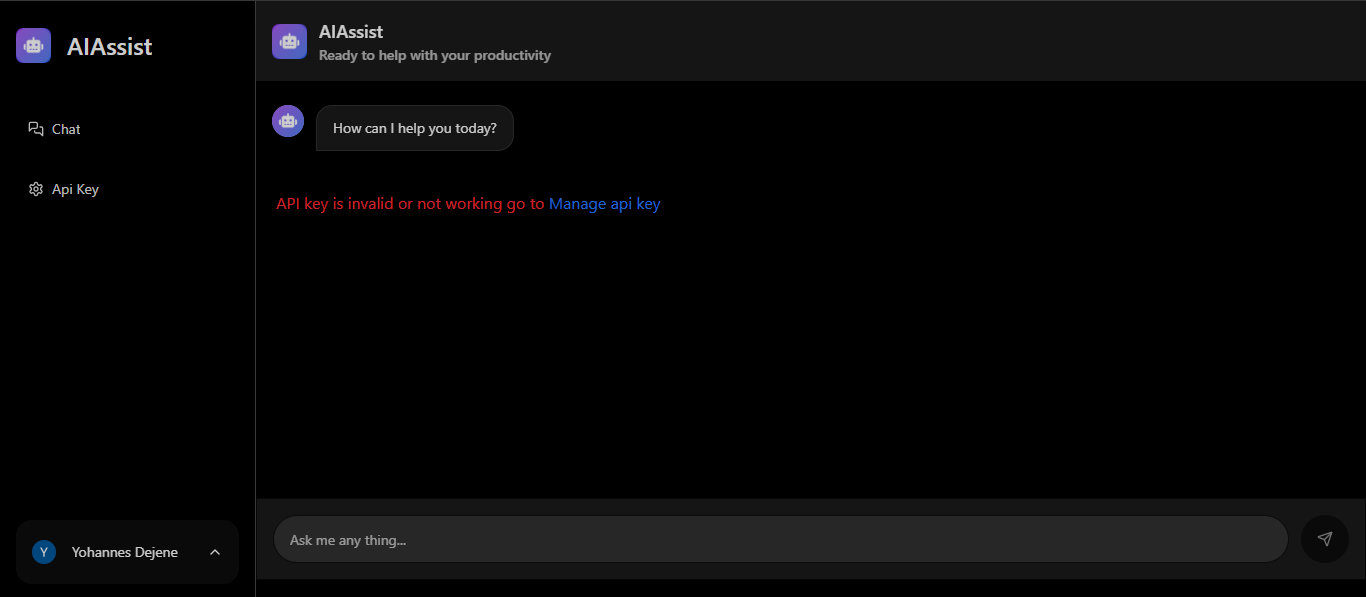 AIAssist
Chat
Api Key
Y Yohannes Dejene
AIAssist
Ready to help with your productivity
How can I help you today?
API key is invalid or not working go to Manage api key
Ask me any thing...